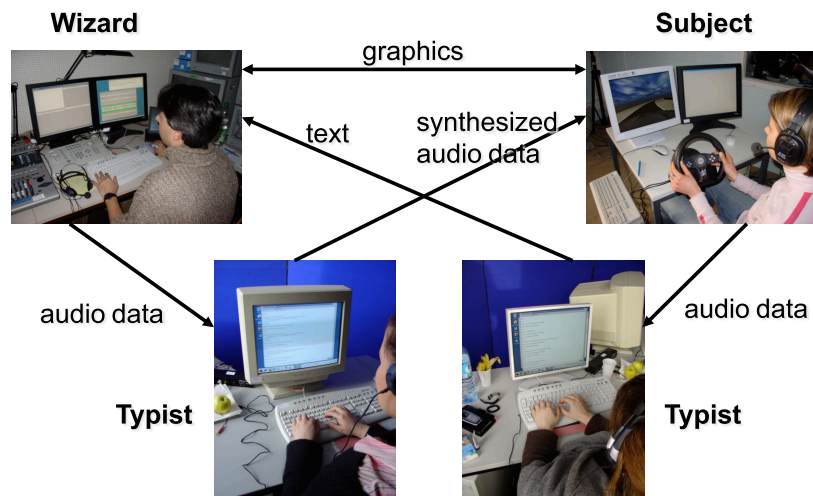 Wizard
Subject
graphics
text
synthesized
audio data
audio data
audio data
Typist
Typist